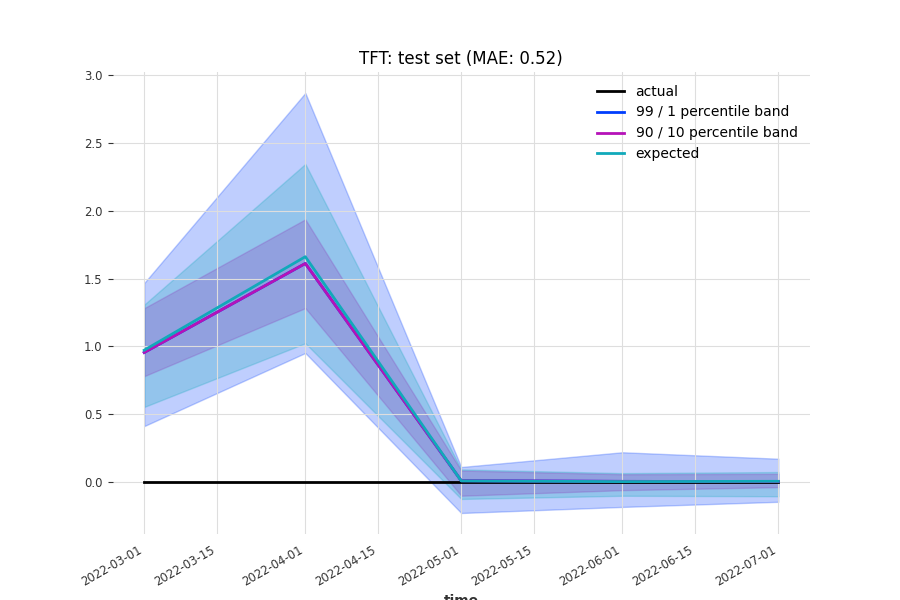 TFT: test set (MAE: 0.52)
actual
99 / 1 percentile band
90 / 10 percentile band
expected
3.0
2.5
2.0
1.5
1.0
0.5
0.0
2022-03-01
2022-03-15
2022-04-01
2022-04-15
2022-05-01
2022-05-15
2022-06-01
2022-06-15
2022-07-01
time